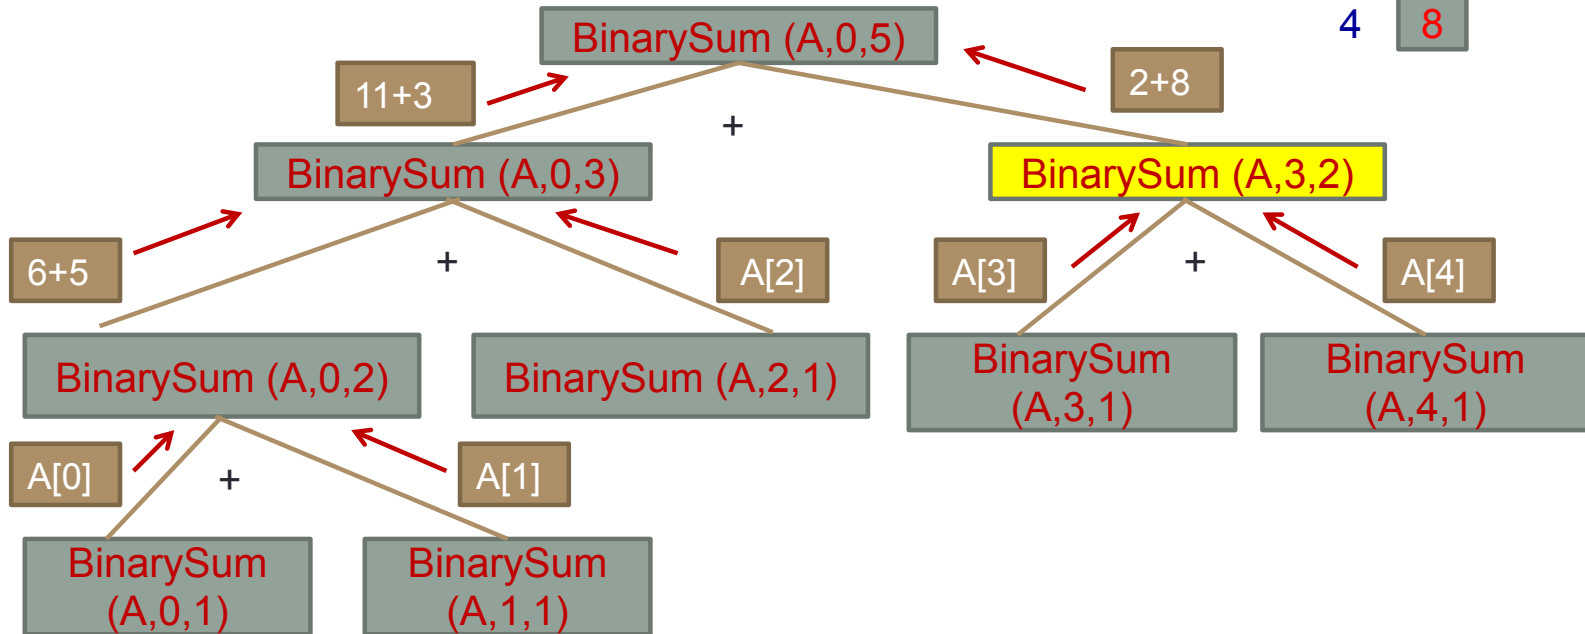 BinarySum (A,0,5)
4
8
11+3
2+8
+
BinarySum (A,0,3)
BinarySum (A,3,2)
6+5
+
A[2]
A[3]
+
A[4]
BinarySum (A,0,2)
BinarySum (A,2,1)
BinarySum
(A,3,1)
BinarySum
(A,4,1)
A[0]
+
A[1]
BinarySum
(A,0,1)
BinarySum
(A,1,1)